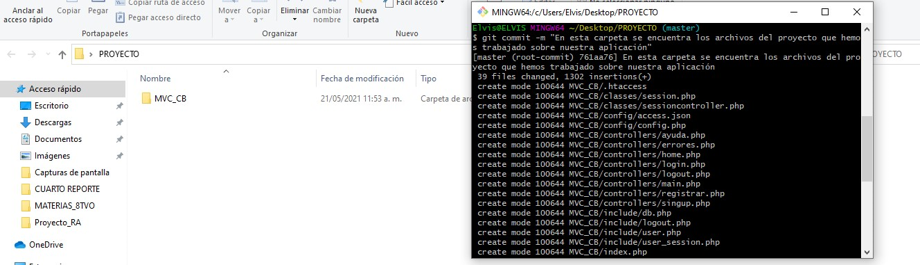 Anclar al
acceso rápido
Copiar
Pegar
Copiar ruta de acceso
Pegar acceso directo
Mover a
Copiar a
Eliminar
Cambiar nombre
Nueva
carpeta
Portapapeles
Organizar
Nuevo
PROYECTO
Nombre
Fecha de modificación
Tipo
Acceso rápido
MVC_CB
21/05/2021 11:53 a. m.
Carpeta de arc
Escritorio
Descargas
Documentos
Imágenes
Capturas de pantalla
CUARTO REPORTE
MATERIAS_8TVO
Proyecto_RA
OneDrive
MINGW64:/c/Users/Elvis/Desktop/PROYECTO
Elvis@ELVIS MINGW64 ~/Desktop/PROYECTO (master)
$ git commit -m "En esta carpeta se encuentra los archivos del proyecto que hemo
s trabajado sobre nuestra aplicación"
[master (root-commit) 761aa76] En esta carpeta se encuentra los archivos del pro
yecto que hemos trabajado sobre nuestra aplicación
39 files changed, 1302 insertions(+)
create mode 100644 MVC_CB/.htaccess
create mode 100644 MVC_CB/classes/session.php
create mode 100644 MVC_CB/classes/sessioncontroller.php
create mode 100644 MVC_CB/config/access.json
create mode 100644 MVC_CB/config/config.php
create mode 100644 MVC_CB/controllers/ayuda.php
create mode 100644 MVC_CB/controllers/errores.php
create mode 100644 MVC_CB/controllers/home.php
create mode 100644 MVC_CB/controllers/login.php
create mode 100644 MVC_CB/controllers/logout.php
create mode 100644 MVC_CB/controllers/main.php
create mode 100644 MVC_CB/controllers/registrar.php
create mode 100644 MVC_CB/controllers/singup.php
create mode 100644 MVC_CB/include/db.php
create mode 100644 MVC_CB/include/logout.php
create mode 100644 MVC_CB/include/user.php
create mode 100644 MVC_CB/include/user_session.php
create mode 100644 MVC_CB/index.php